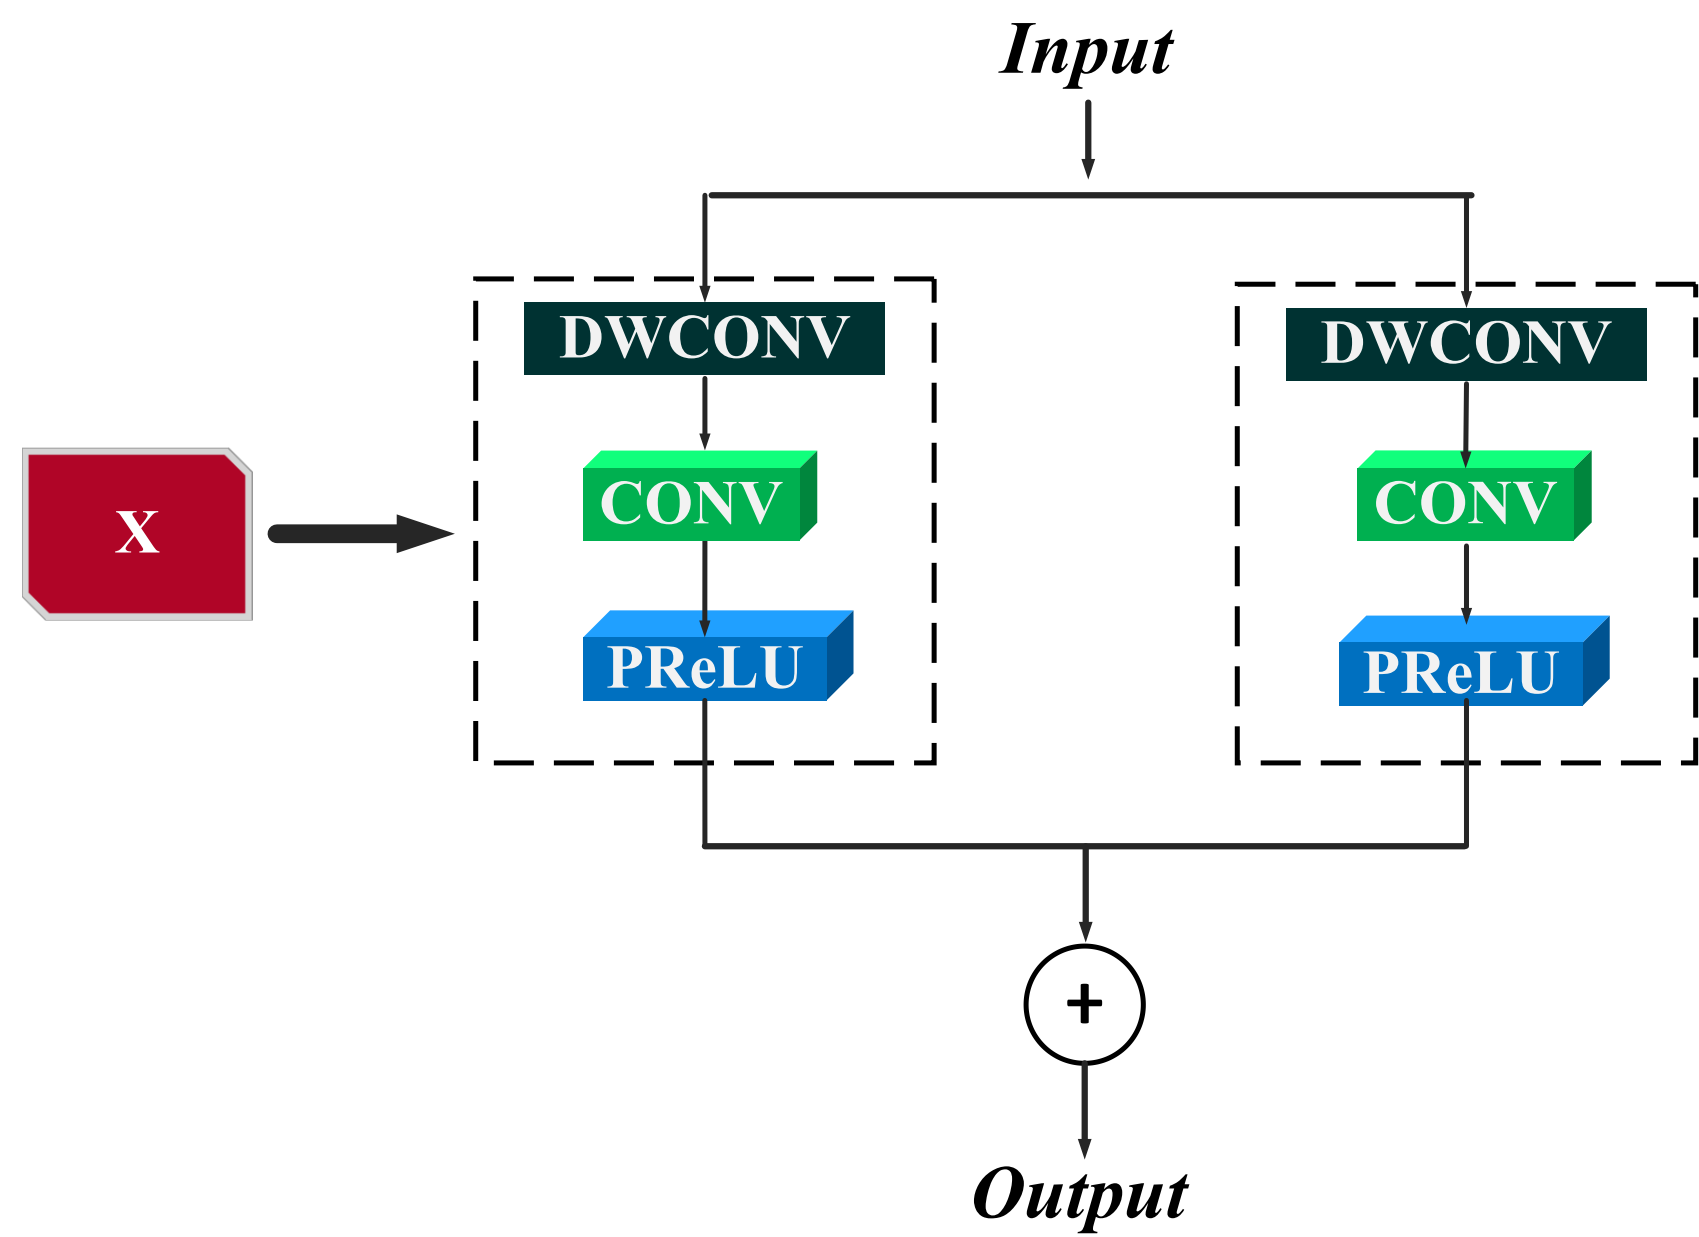 Input
DWCONV
DWCONV
CONV
CONV
X
PReLU
PReLU
+
Output